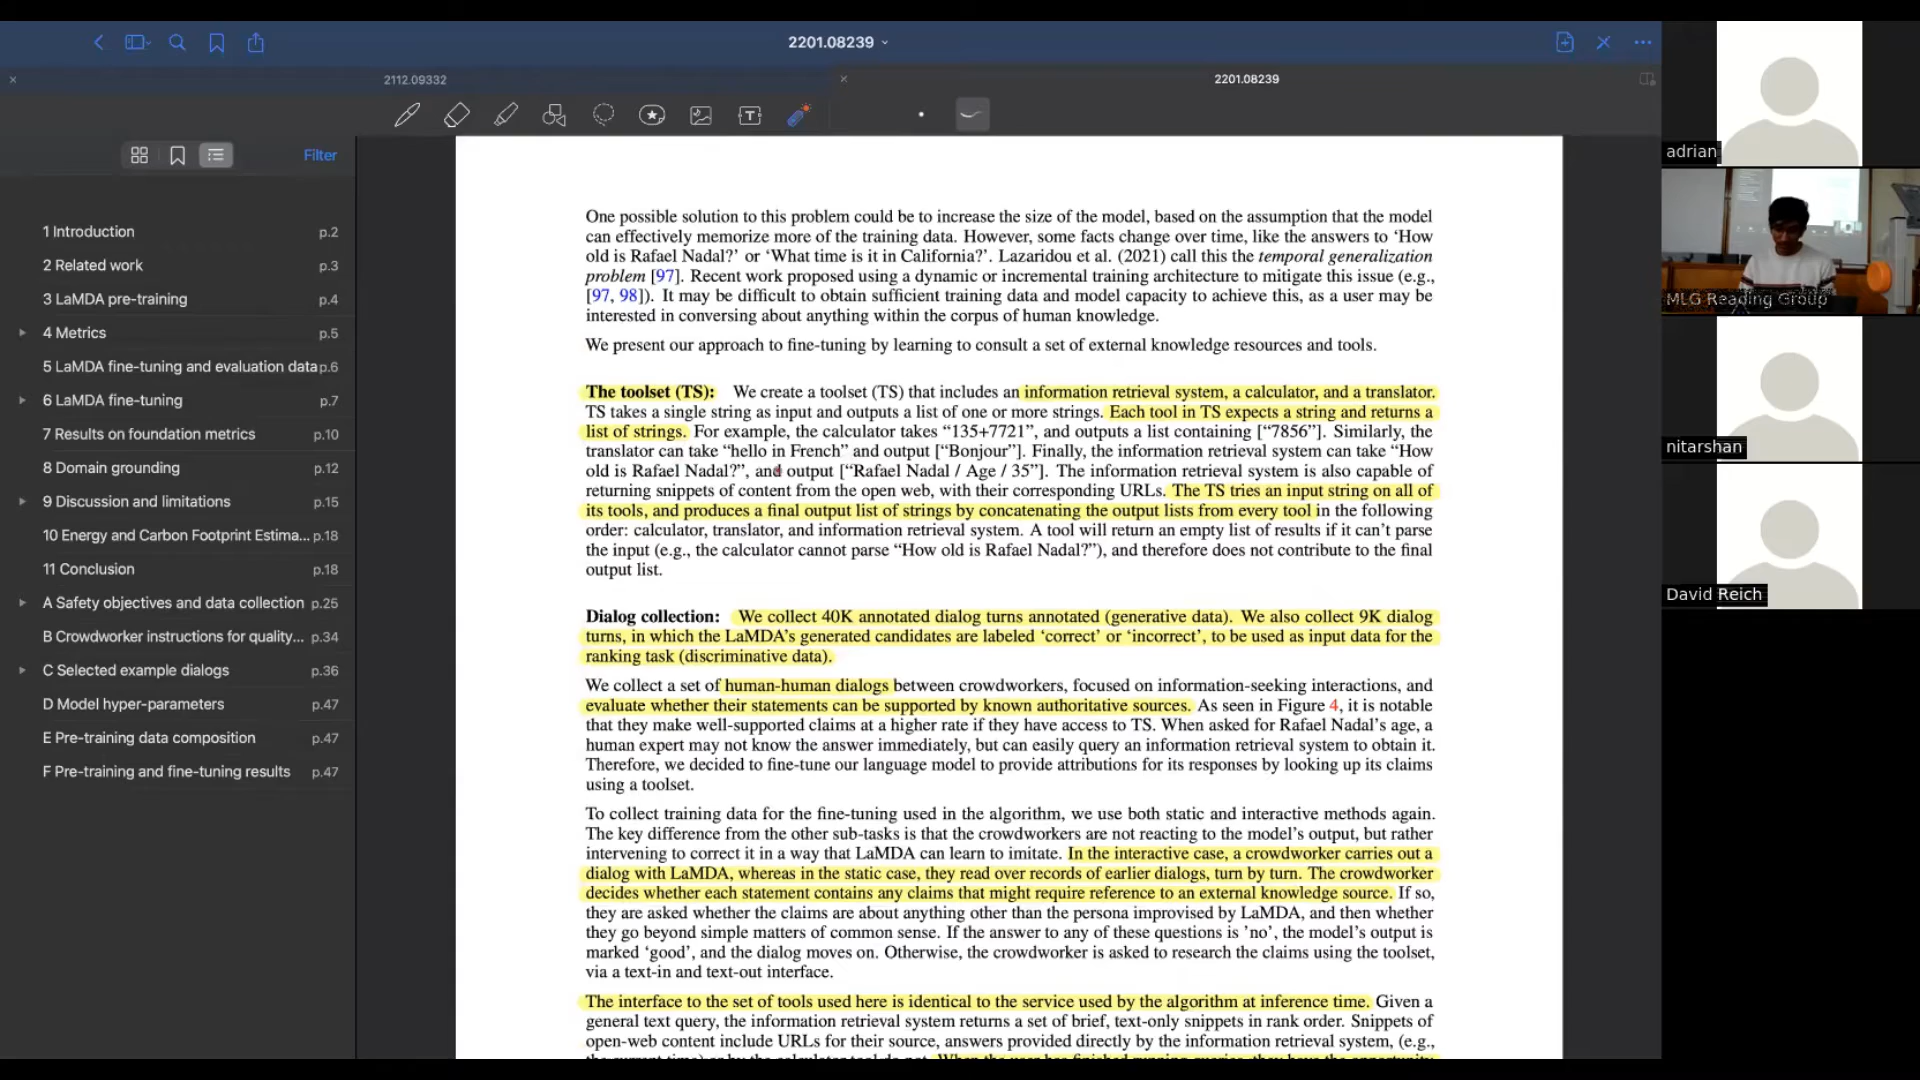 2201.08239
2112.09332
2201.08239
Filter
1 Introduction p.2
2 Related work p.3
3 LaMDA pre-training p.4
4 Metrics p.5
5 LaMDA fine-tuning and evaluation data p.6
6 LaMDA fine-tuning p.7
7 Results on foundation metrics p.10
8 Domain grounding p.12
9 Discussion and limitations p.15
10 Energy and Carbon Footprint Estima... p.18
11 Conclusion p.18
A Safety objectives and data collection p.25
B Crowdworker instructions for quality... p.34
C Selected example dialogs p.36
D Model hyper-parameters p.47
E Pre-training data composition p.47
F Pre-training and fine-tuning results p.47
One possible solution to this problem could be to increase the size of the model, based on the assumption that the model
can effectively memorize more of the training data. However, some facts change over time, like the answers to ‘How
old is Rafael Nadal?’ or ‘What time is it in California?’. Lazaridou et al. (2021) call this the temporal generalization
problem [97]. Recent work proposed using a dynamic or incremental training architecture to mitigate this issue (e.g.,
[97, 98]). It may be difficult to obtain sufficient training data and model capacity to achieve this, as a user may be
interested in conversing about anything within the corpus of human knowledge.
We present our approach to fine-tuning by learning to consult a set of external knowledge resources and tools.
The toolset (TS): We create a toolset (TS) that includes an information retrieval system, a calculator, and a translator.
TS takes a single string as input and outputs a list of one or more strings. Each tool in TS expects a string and returns a
list of strings. For example, the calculator takes “135+7721”, and outputs a list containing [“7856”]. Similarly, the
translator can take “hello in French” and output [“Bonjour”]. Finally, the information retrieval system can take “How
old is Rafael Nadal?”, and output [“Rafael Nadal / Age / 35”]. The information retrieval system is also capable of
returning snippets of content from the open web, with their corresponding URLs. The TS tries an input string on all of
its tools, and produces a final output list of strings by concatenating the output lists from every tool in the following
order: calculator, translator, and information retrieval system. A tool will return an empty list of results if it can’t parse
the input (e.g., the calculator cannot parse “How old is Rafael Nadal?”), and therefore does not contribute to the final
output list.
Dialog collection: We collect 40K annotated dialog turns annotated (generative data). We also collect 9K dialog
turns, in which the LaMDA’s generated candidates are labeled ‘correct’ or ‘incorrect’, to be used as input data for the
ranking task (discriminative data).
We collect a set of human-human dialogs between crowdworkers, focused on information-seeking interactions, and
evaluate whether their statements can be supported by known authoritative sources. As seen in Figure 4, it is notable
that they make well-supported claims at a higher rate if they have access to TS. When asked for Rafael Nadal’s age, a
human expert may not know the answer immediately, but can easily query an information retrieval system to obtain it.
Therefore, we decided to fine-tune our language model to provide attributions for its responses by looking up its claims
using a toolset.
To collect training data for the fine-tuning used in the algorithm, we use both static and interactive methods again.
The key difference from the other sub-tasks is that the crowdworkers are not reacting to the model’s output, but rather
intervening to correct it in a way that LaMDA can learn to imitate. In the interactive case, a crowdworker carries out a
dialog with LaMDA, whereas in the static case, they read over records of earlier dialogs, turn by turn. The crowdworker
decides whether each statement contains any claims that might require reference to an external knowledge source. If so,
they are asked whether the claims are about anything other than the persona improvised by LaMDA, and then whether
they go beyond simple matters of common sense. If the answer to any of these questions is ’no’, the model’s output is
marked ‘good’, and the dialog moves on. Otherwise, the crowdworker is asked to research the claims using the toolset,
via a text-in and text-out interface.
The interface to the set of tools used here is identical to the service used by the algorithm at inference time. Given a
general text query, the information retrieval system returns a set of brief, text-only snippets in rank order. Snippets of
open-web content include URLs for their source, answers provided directly by the information retrieval system, (e.g.,
adrian
MLG Reading Group
nitarshan
David Reich